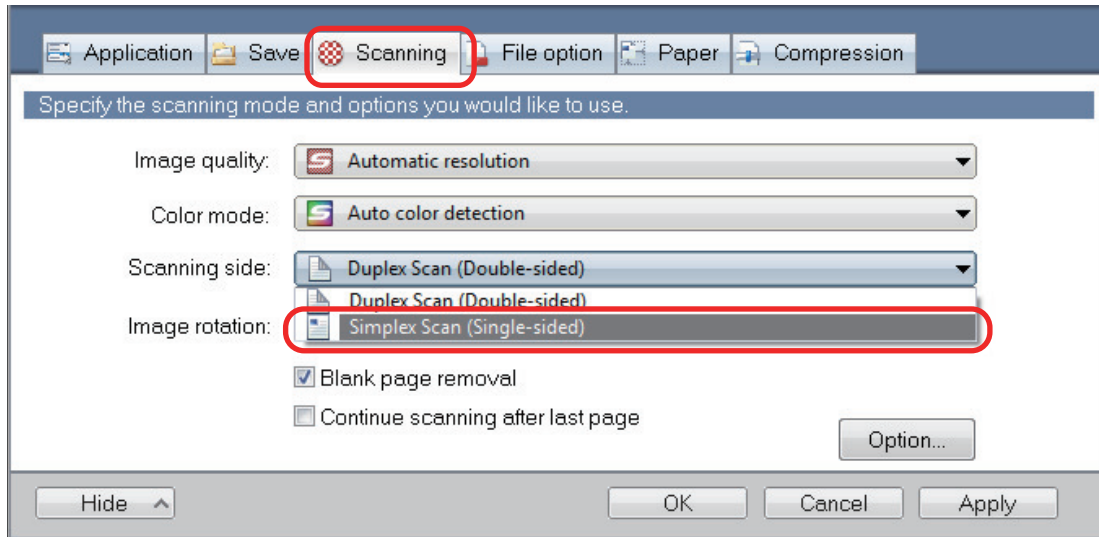 Application Save Scanning File option Paper Compression
Specify the scanning mode and options you would like to use.
Image quality: Automatic resolution
Color mode: Auto color detection
Scanning side: Duplex Scan (Double-sided)
Duplex Scan (Double-sided)
Image rotation: Simplex Scan (Single-sided)
Blank page removal
Continue scanning after last page
Option...
Hide OK Cancel Apply